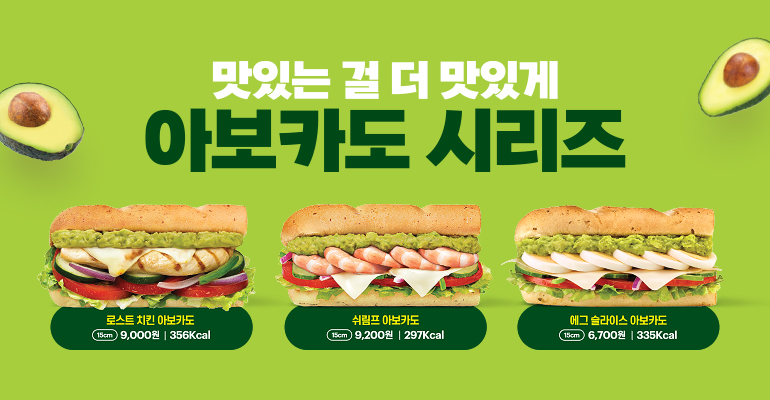 맛있는 걸 더 맛있게
아보카도 시리즈
로스트 치킨 아보카도
15cm 9,000원 | 356Kcal
쉬림프 아보카도
15cm 9,200원 | 297Kcal
에그 슬라이스 아보카도
15cm 6,700원 | 335Kcal